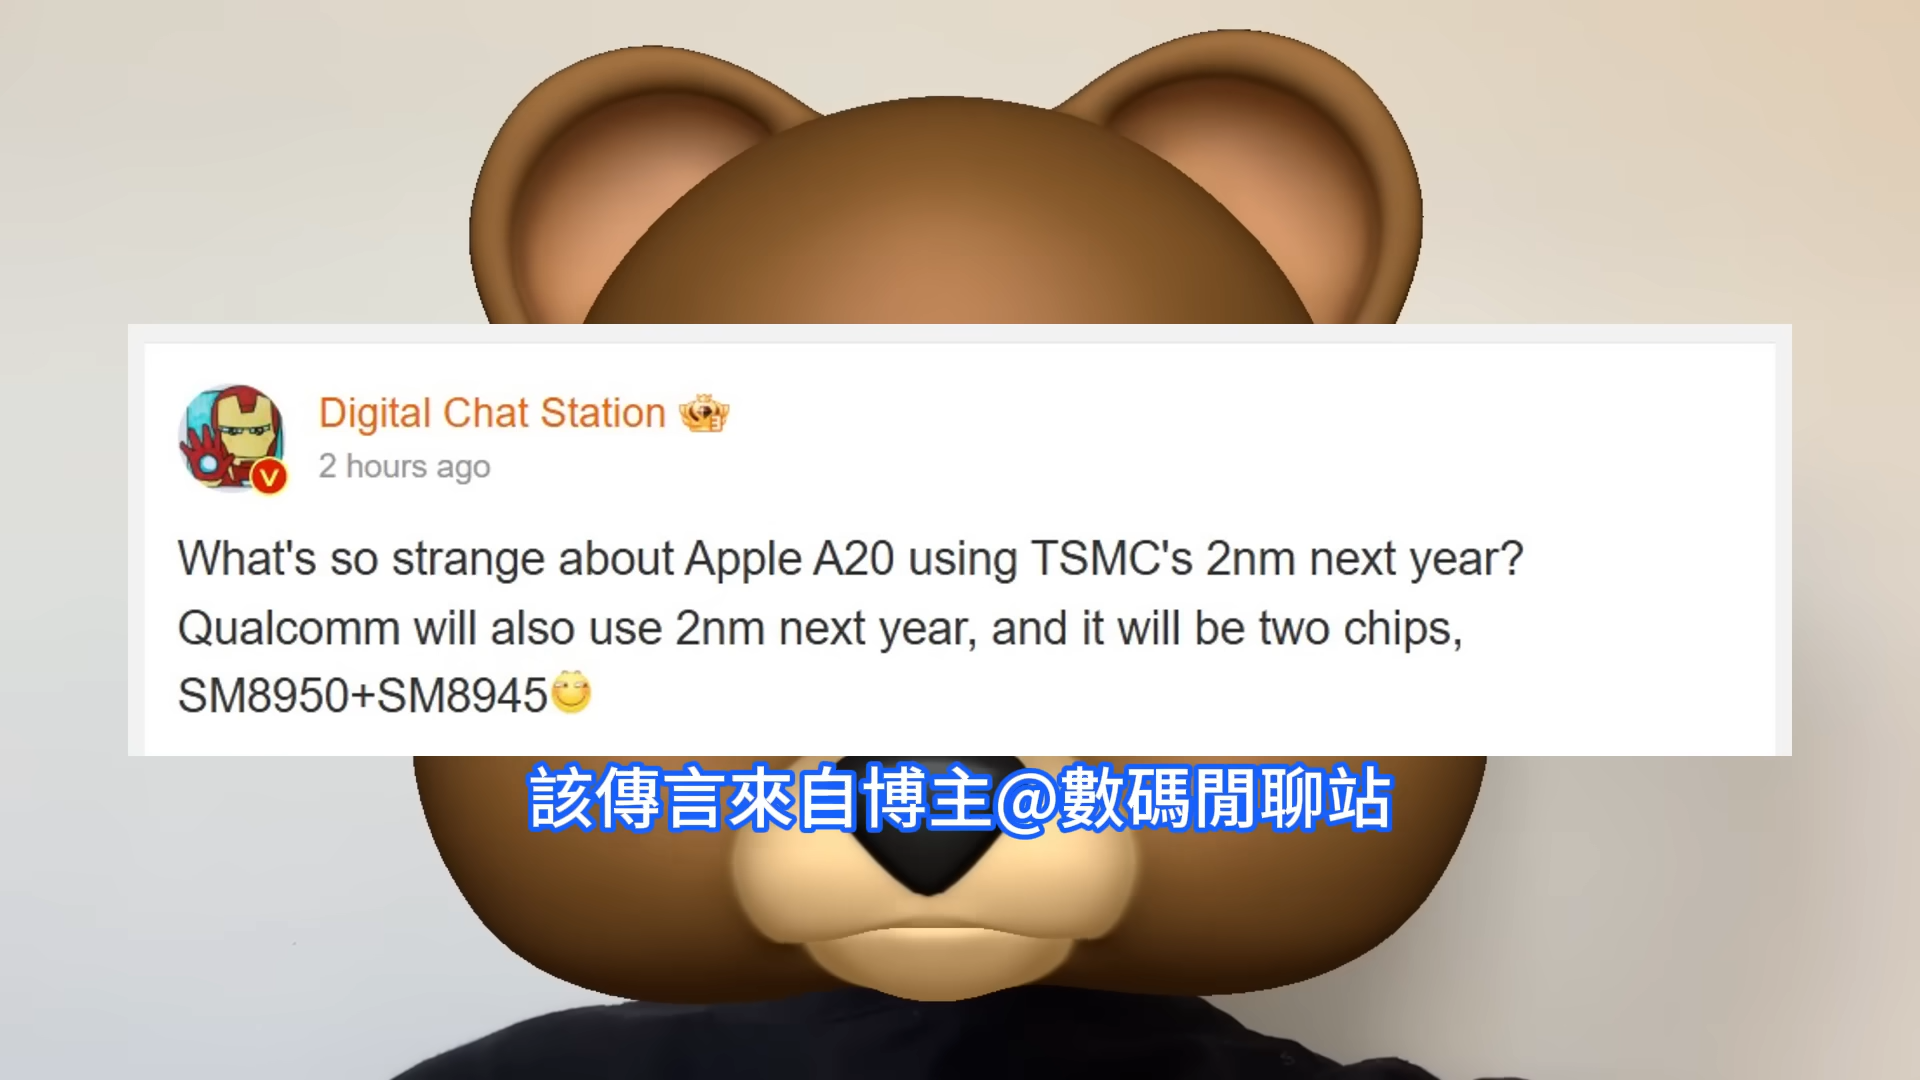 Digital Chat Station
2 hours ago
What's so strange about Apple A20 using TSMC's 2nm next year?
Qualcomm will also use 2nm next year, and it will be two chips,
SM8950+SM8945
該傳言來自博主@數碼閒聊站